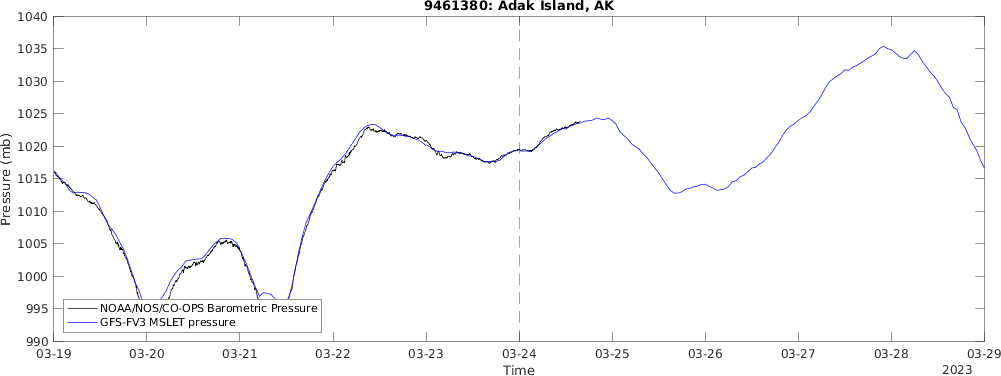 9461380: Adak Island, AK
Pressure (mb)
1040
1035
1030
1025
1020
1015
1010
1005
1000
995
990
NOAA/NOS/CO-OPS Barometric Pressure
GFS-FV3 MSLET pressure
03-19 03-20 03-21 03-22 03-23 03-24 03-25 03-26 03-27 03-28 03-29
Time
2023